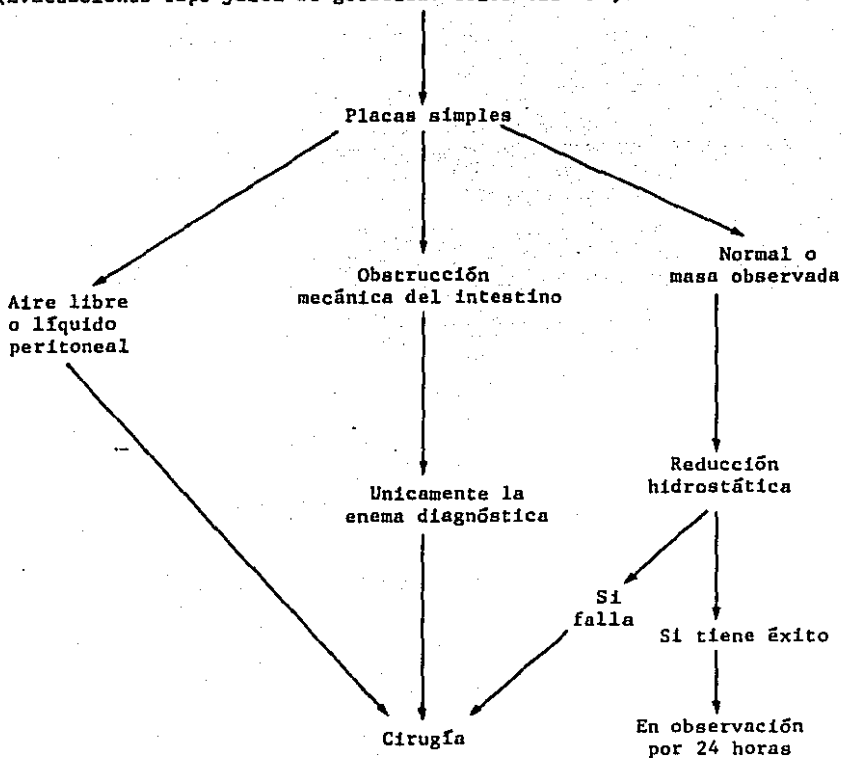 Placas simples
Normal o
masa observada
Obstrucción
mecánica del intestino
Aire libre
o líquido
peritoneal
Reducción
hidrostática
Unicamente la
enema diagnóstica
Si
falla
Si tiene éxito
Cirugía
En observación
por 24 horas